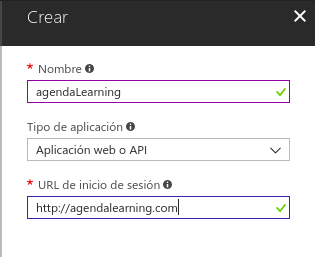 Crear
* Nombre
agendaLearning
Tipo de aplicación
Aplicación web o API
* URL de inicio de sesión
http://agendalearning.com